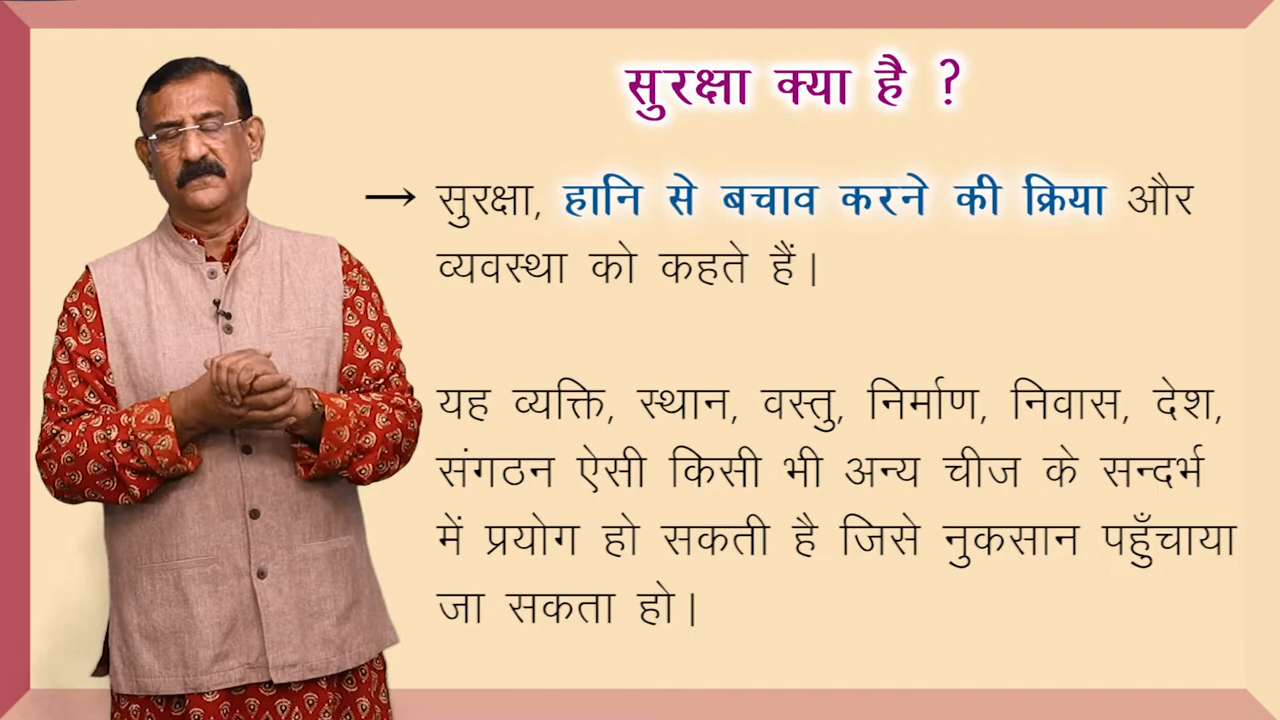 सुरक्षा क्या है ?
→ सुरक्षा, हानि से बचाव करने की क्रिया और
व्यवस्था को कहते हैं।
यह व्यक्ति, स्थान, वस्तु, निर्माण, निवास, देश,
संगठन ऐसी किसी भी अन्य चीज के सन्दर्भ
में प्रयोग हो सकती है जिसे नुकसान पहुँचाया
जा सकता हो।